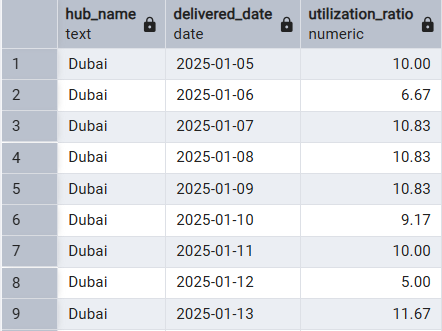 hub_name delivered_date utilization_ratio
text date numeric
1 Dubai 2025-01-05 10.00
2 Dubai 2025-01-06 6.67
3 Dubai 2025-01-07 10.83
4 Dubai 2025-01-08 10.83
5 Dubai 2025-01-09 10.83
6 Dubai 2025-01-10 9.17
7 Dubai 2025-01-11 10.00
8 Dubai 2025-01-12 5.00
9 Dubai 2025-01-13 11.67